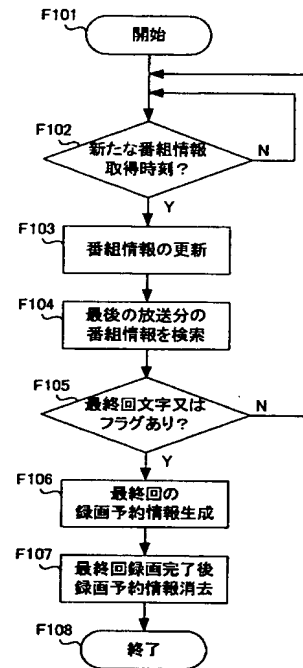 F101
開始
F102
新たな番組情報
取得時刻?
N
Y
F103
番組情報の更新
F104
最後の放送分の
番組情報を検索
F105
最終回文字又は
フラグあり?
N
Y
F106
最終回の
録画予約情報生成
F107
最終回録画完了後
録画予約情報消去
F108
終了